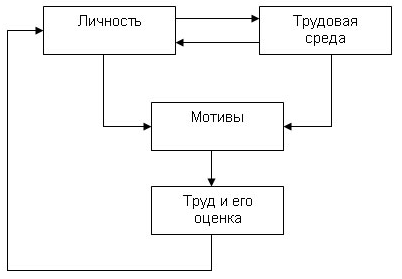 Личность
Трудовая
среда
Мотивы
Труд и его
оценка